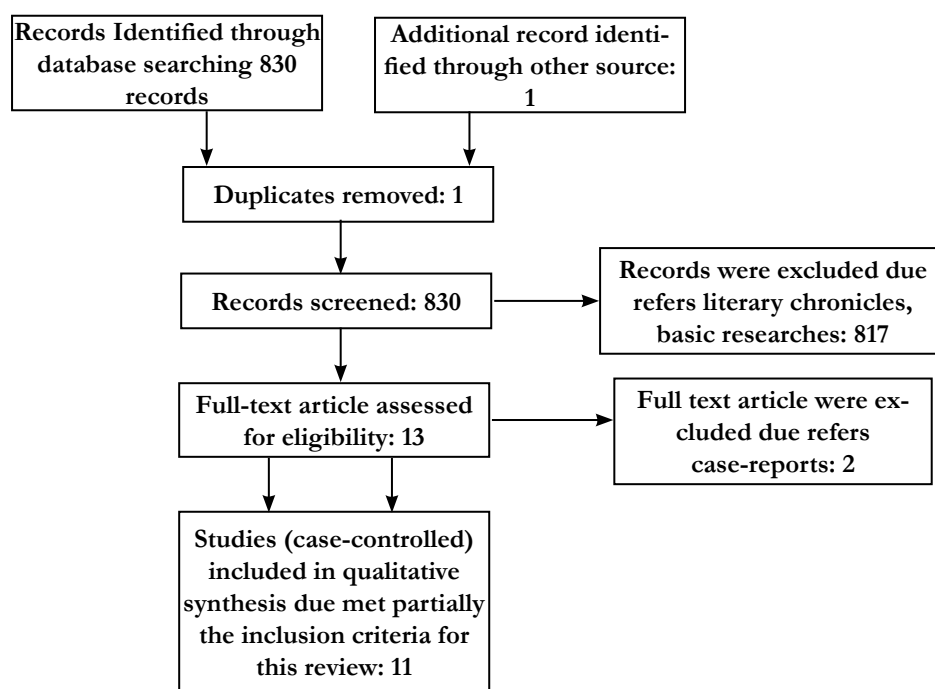 Records Identified through
database searching 830
records
Additional record identi-
fied through other source:
1
Duplicates removed: 1
Records screened: 830
Records were excluded due
refers literary chronicles,
basic researches: 817
Full-text article assessed
for eligibility: 13
Full text article were ex-
cluded due refers
case-reports: 2
Studies (case-controlled)
included in qualitative
synthesis due met partially
the inclusion criteria for
this review: 11